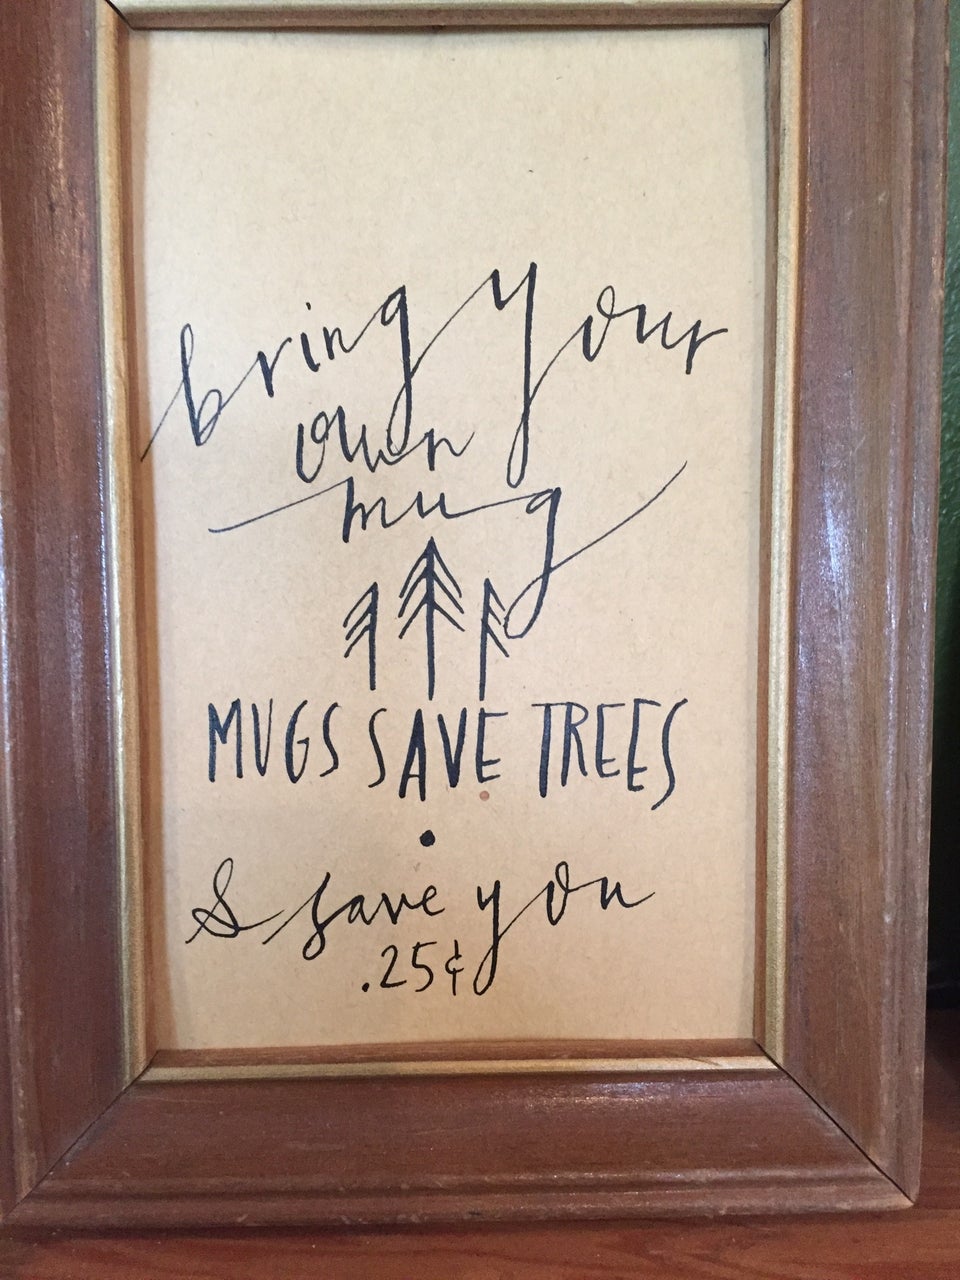 bring your
own
mug
MUGS SAVE TREES
& save you
.25¢